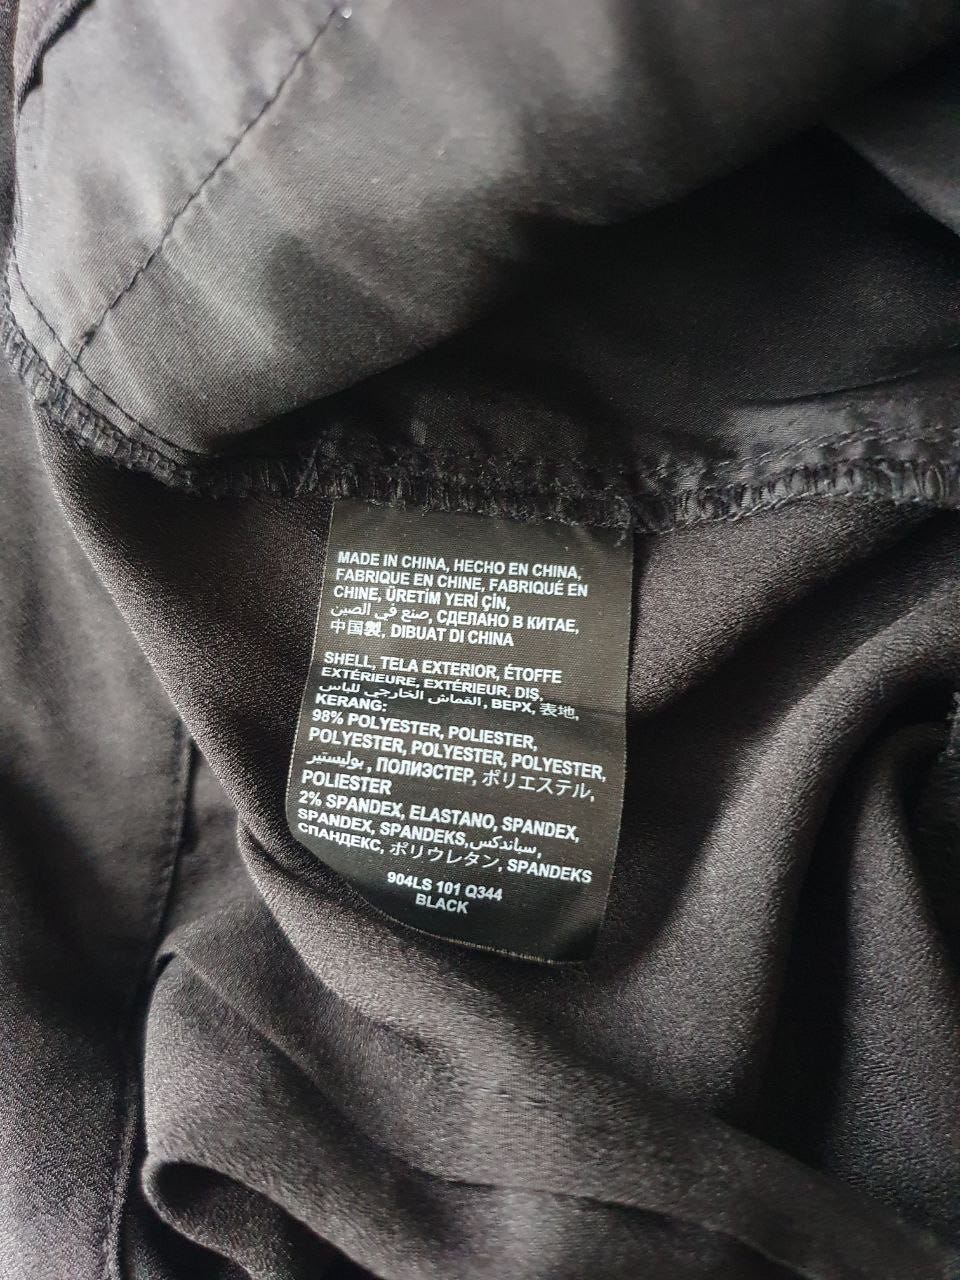 MADE IN CHINA, HECHO EN CHINA,
FABRIQUE EN CHINE, FABRIQUÉ EN
CHINE, ÜRETİM YERİ ÇİN,
صنع في الصين, СДЕЛАНО В КИТАЕ,
中国製, DIBUAT DI CHINA
SHELL, TELA EXTERIOR, ÉTOFFE
EXTÉRIEURE, EXTÉRIEUR, DIŞ,
القماش الخارجي للباس, ВЕРХ, 表地,
KERANG:
98% POLYESTER, POLIESTER,
POLYESTER, POLYESTER, POLYESTER,
بوليستير, ПОЛИЭСТЕР, ポリエステル,
POLIESTER
2% SPANDEX, ELASTANO, SPANDEX,
SPANDEX, SPANDEKS,سباندكس,
СПАНДЕКС, ポリウレタン, SPANDEKS
904LS 101 Q344
BLACK